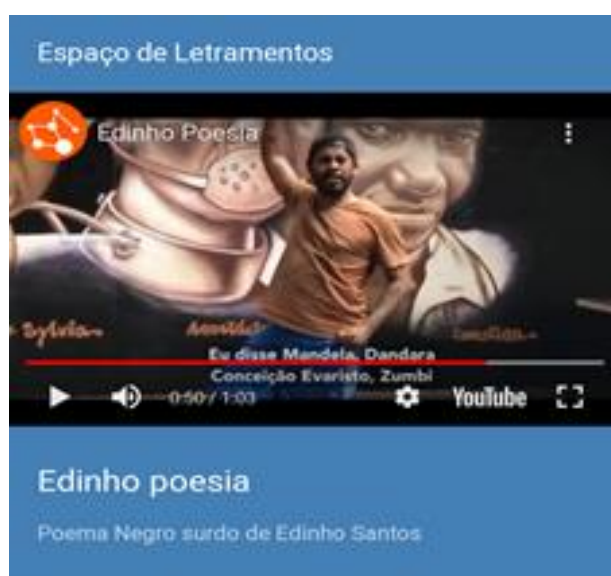 Espaço de Letramentos
Edinho Poesia
Sylvia
Eu disse Mandela, Dandara
Conceição Evaristo, Zumbi
0:50 / 1:03
YouTube
Edinho poesia
Poema Negro surdo de Edinho Santos